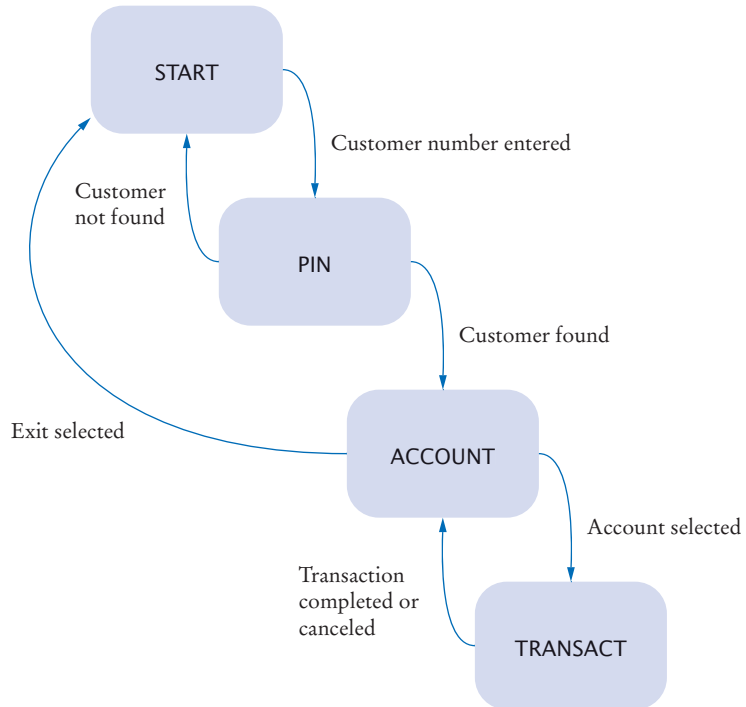 START
Customer number entered
Customer
not found
PIN
Customer found
Exit selected
ACCOUNT
Account selected
Transaction
completed or
canceled
TRANSACT